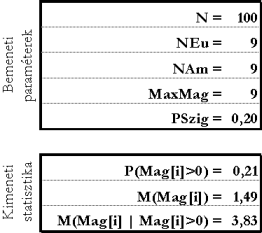 Bemeneti
paraméterek
N = 100
NEu = 9
NAm = 9
MaxMag = 9
PSzig = 0,20
Kimeneti
statisztika
P(Mag[i]>0) = 0,21
M(Mag[i]) = 1,49
M(Mag[i] | Mag[i]>0) = 3,83